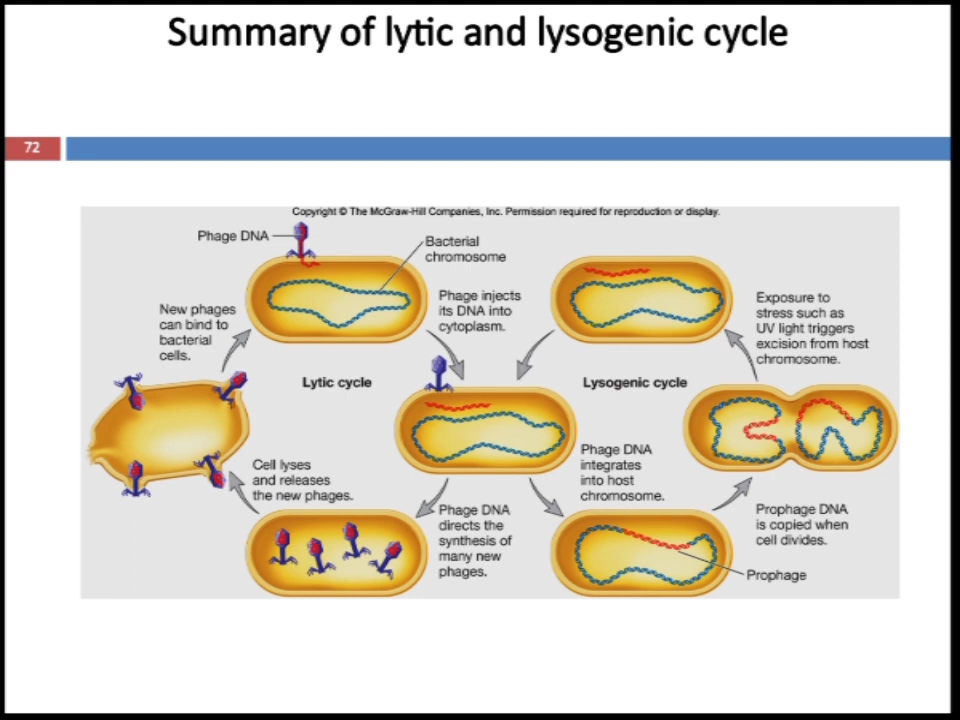 Summary of lytic and lysogenic cycle
72
Copyright © The McGraw-Hill Companies, Inc. Permission required for reproduction or display.
Phage DNA
Bacterial
chromosome
Phage injects
its DNA into
cytoplasm.
New phages
can bind to
bacterial
cells.
Exposure to
stress such as
UV light triggers
excision from host
chromosome.
Lytic cycle
Lysogenic cycle
Cell lyses
and releases
the new phages.
Phage DNA
directs the
synthesis of
many new
phages.
Phage DNA
integrates
into host
chromosome.
Prophage DNA
is copied when
cell divides.
Prophage